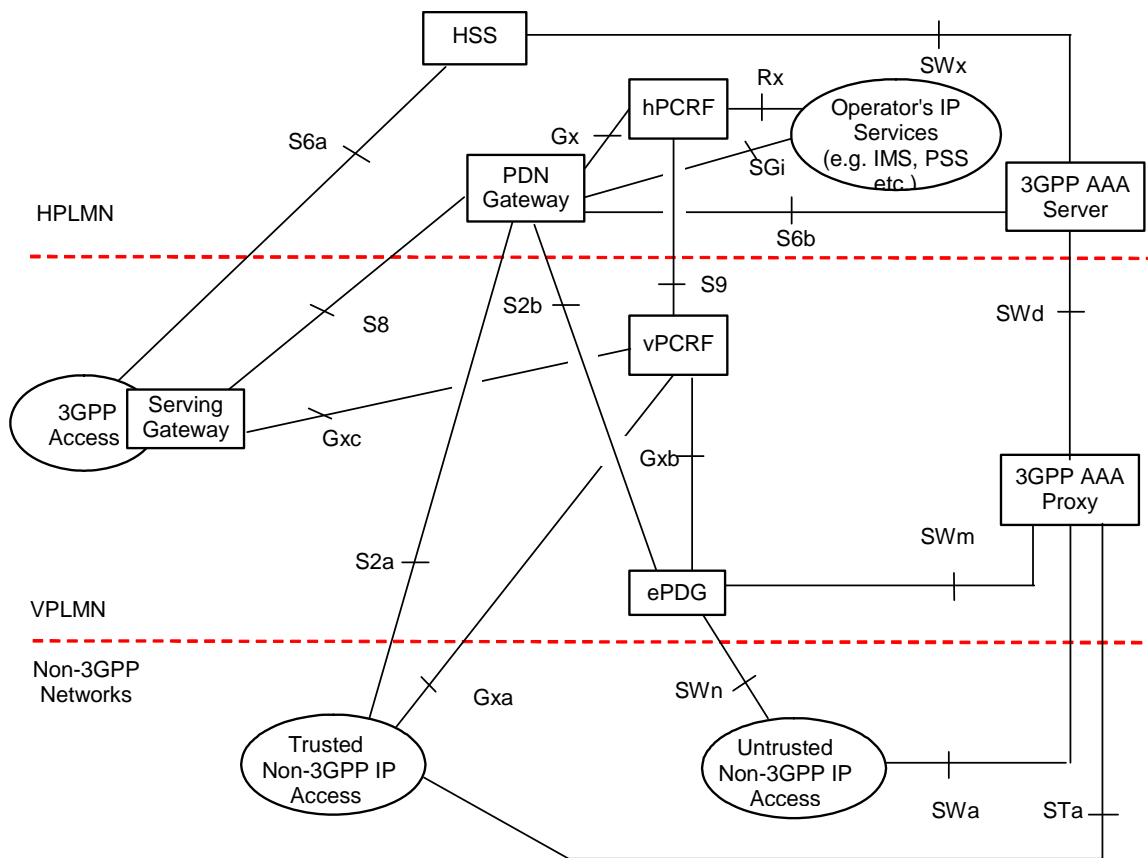 HSS
SWx
hPCRF
Rx
Operator's IP
Services
(e.g. IMS, PSS
etc.)
Gx
S6a
SGi
PDN
Gateway
3GPP AAA
Server
HPLMN
S6b
S2b
S9
SWd
S8
vPCRF
3GPP
Access
Serving
Gateway
Gxc
Gxb
3GPP AAA
Proxy
SWm
S2a
ePDG
VPLMN
Non-3GPP
Networks
Gxa
SWn
Trusted
Non-3GPP IP
Access
Untrusted
Non-3GPP IP
Access
SWa
STa